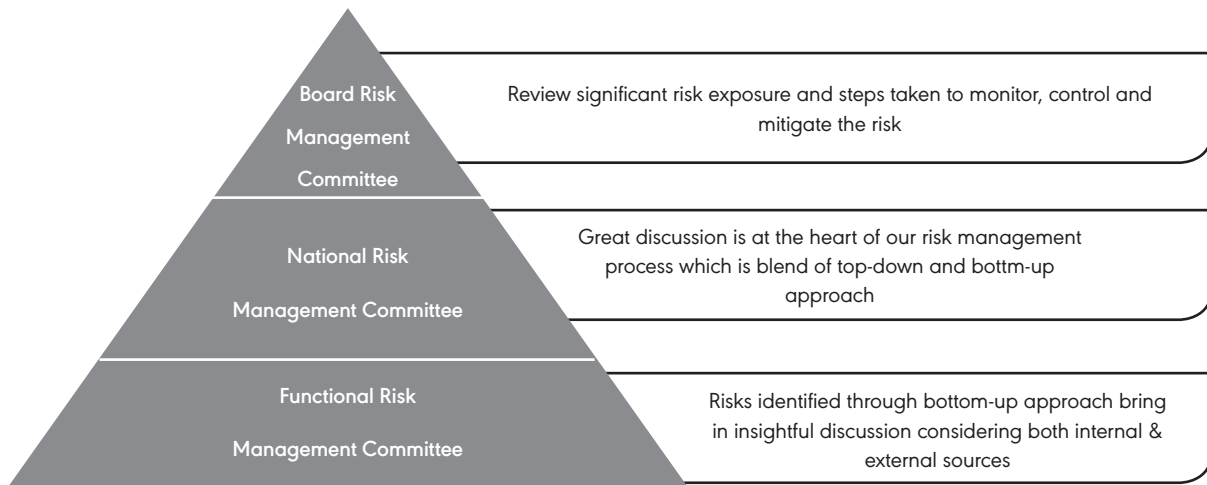 Board Risk
Management
Committee
Review significant risk exposure and steps taken to monitor, control and
mitigate the risk
National Risk
Management Committee
Great discussion is at the heart of our risk management
process which is blend of top-down and bottm-up
approach
Functional Risk
Management Committee
Risks identified through bottom-up approach bring
in insightful discussion considering both internal &
external sources